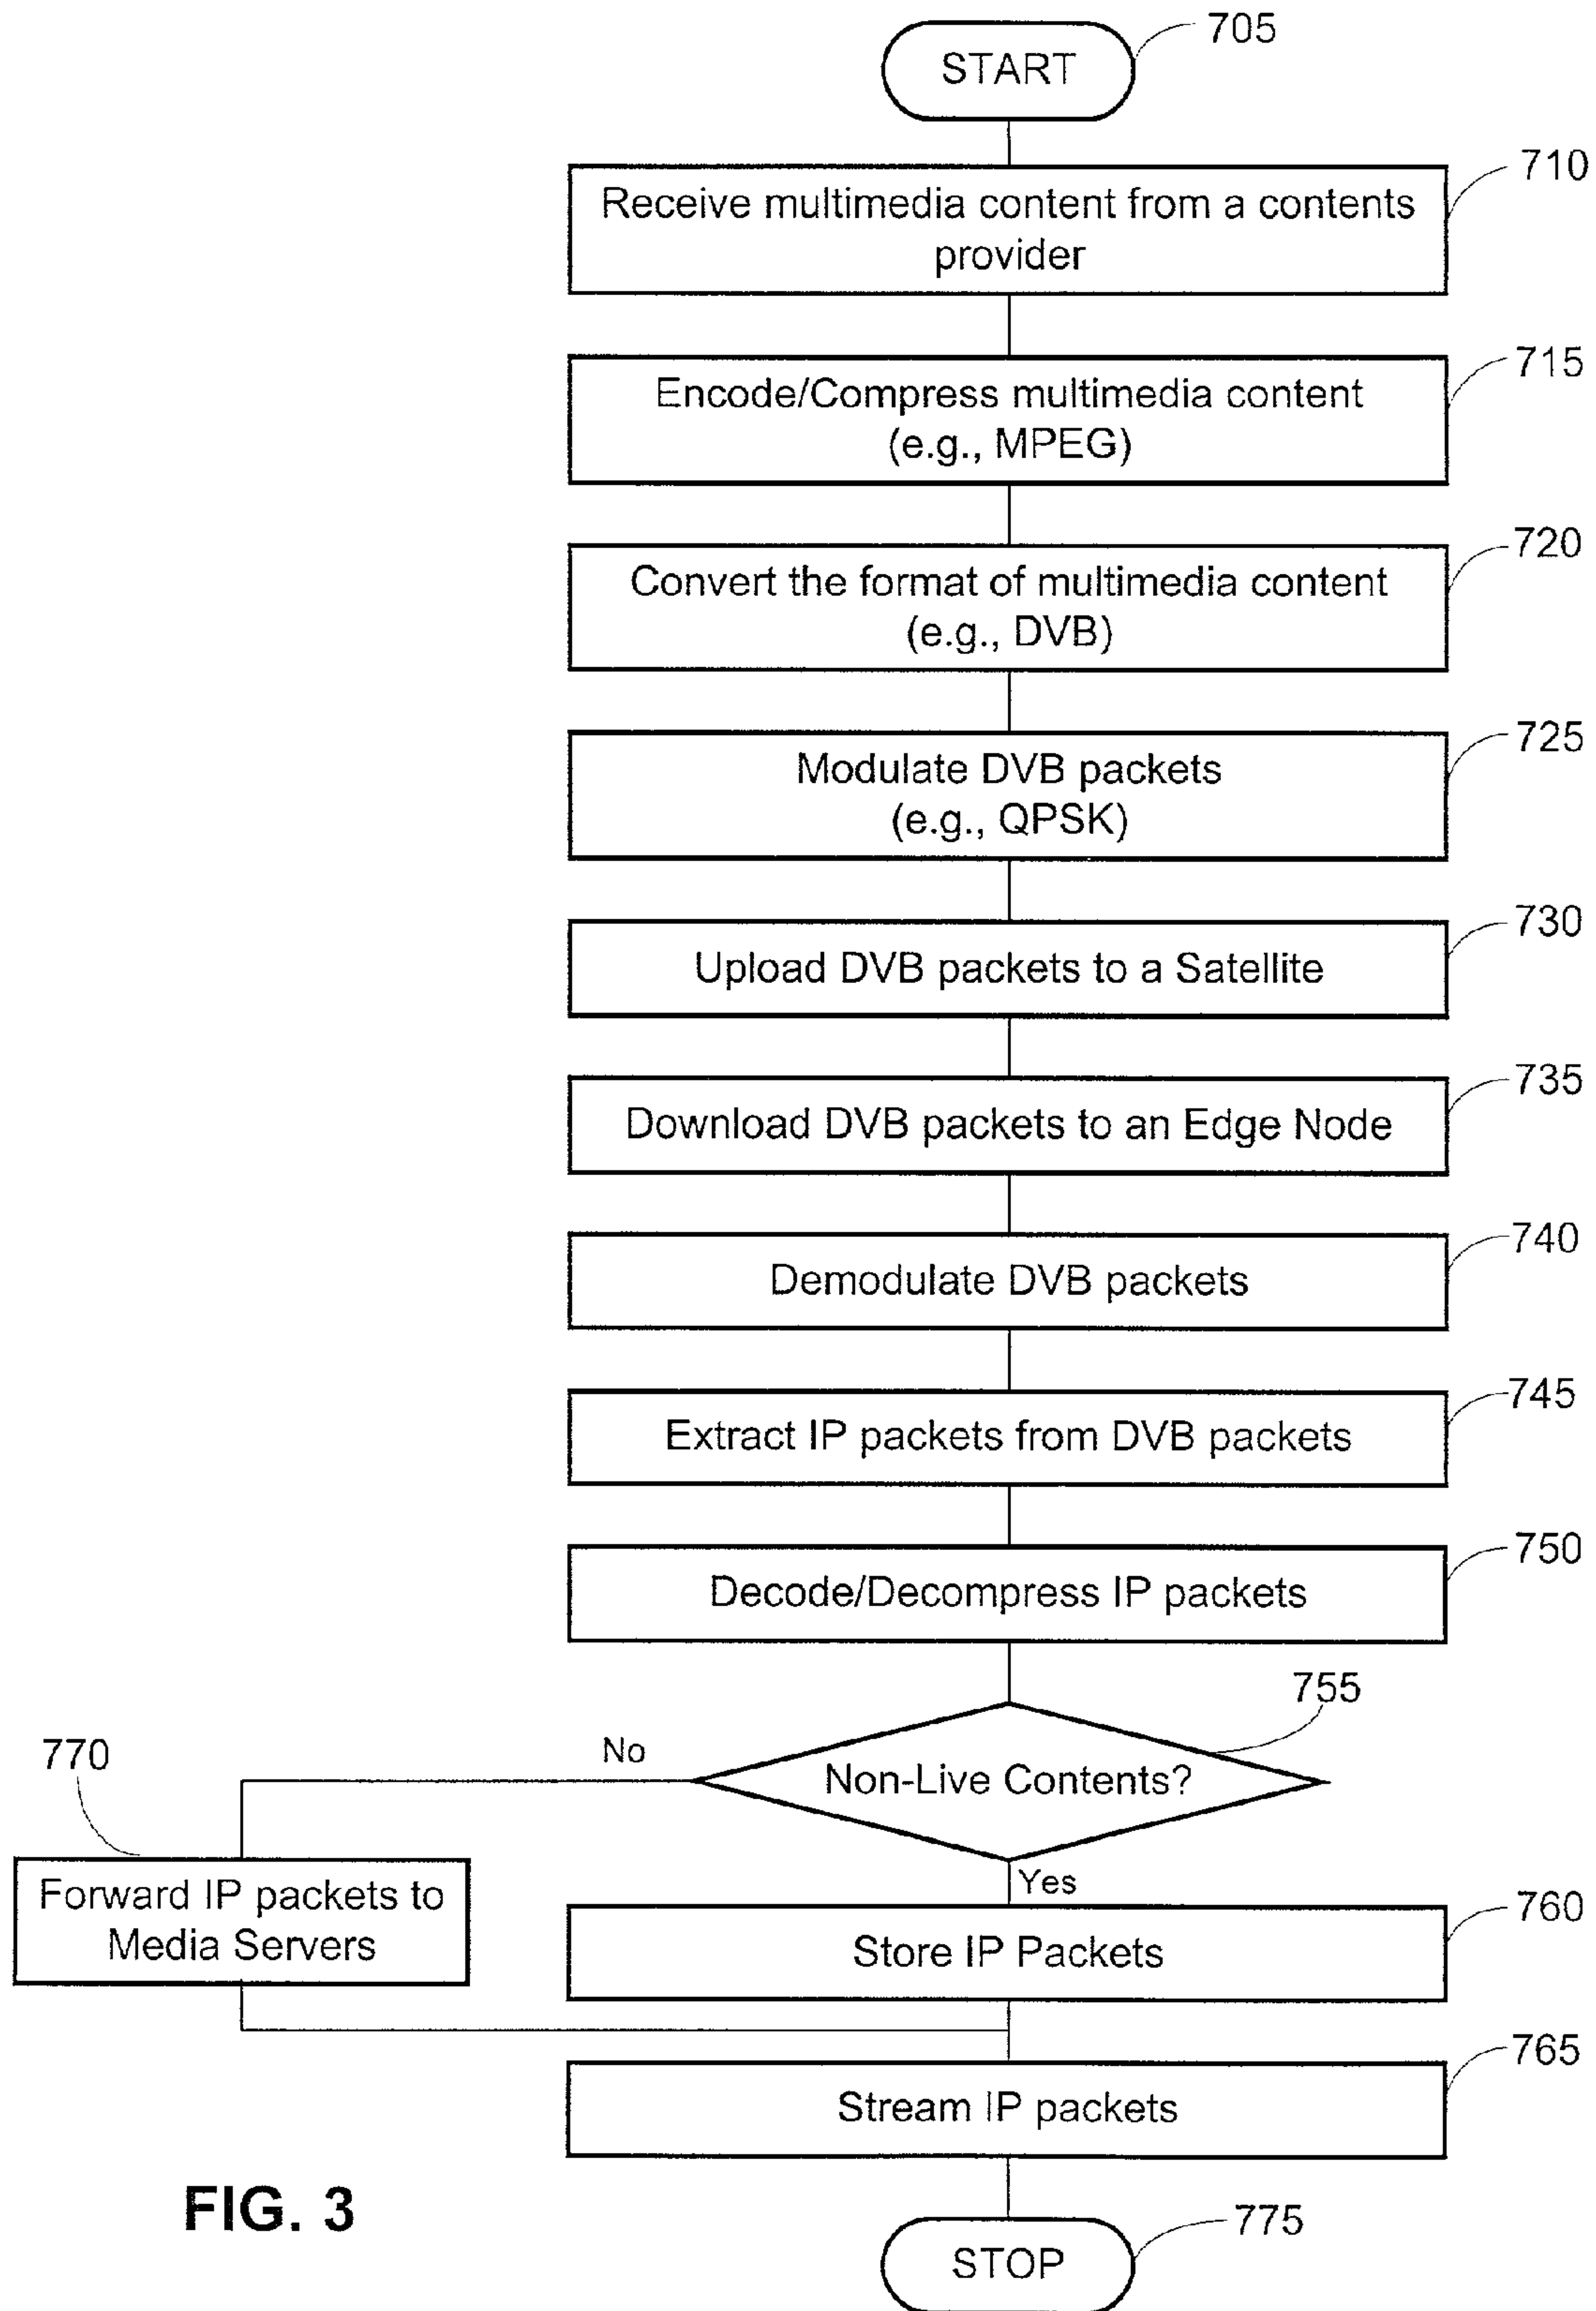 705
START
710
Receive multimedia content from a contents
provider
715
Encode/Compress multimedia content
(e.g., MPEG)
720
Convert the format of multimedia content
(e.g., DVB)
725
Modulate DVB packets
(e.g., QPSK)
730
Upload DVB packets to a Satellite
735
Download DVB packets to an Edge Node
740
Demodulate DVB packets
745
Extract IP packets from DVB packets
750
Decode/Decompress IP packets
755
Non-Live Contents?
No
770
Forward IP packets to
Media Servers
Yes
760
Store IP Packets
765
Stream IP packets
775
STOP
FIG. 3